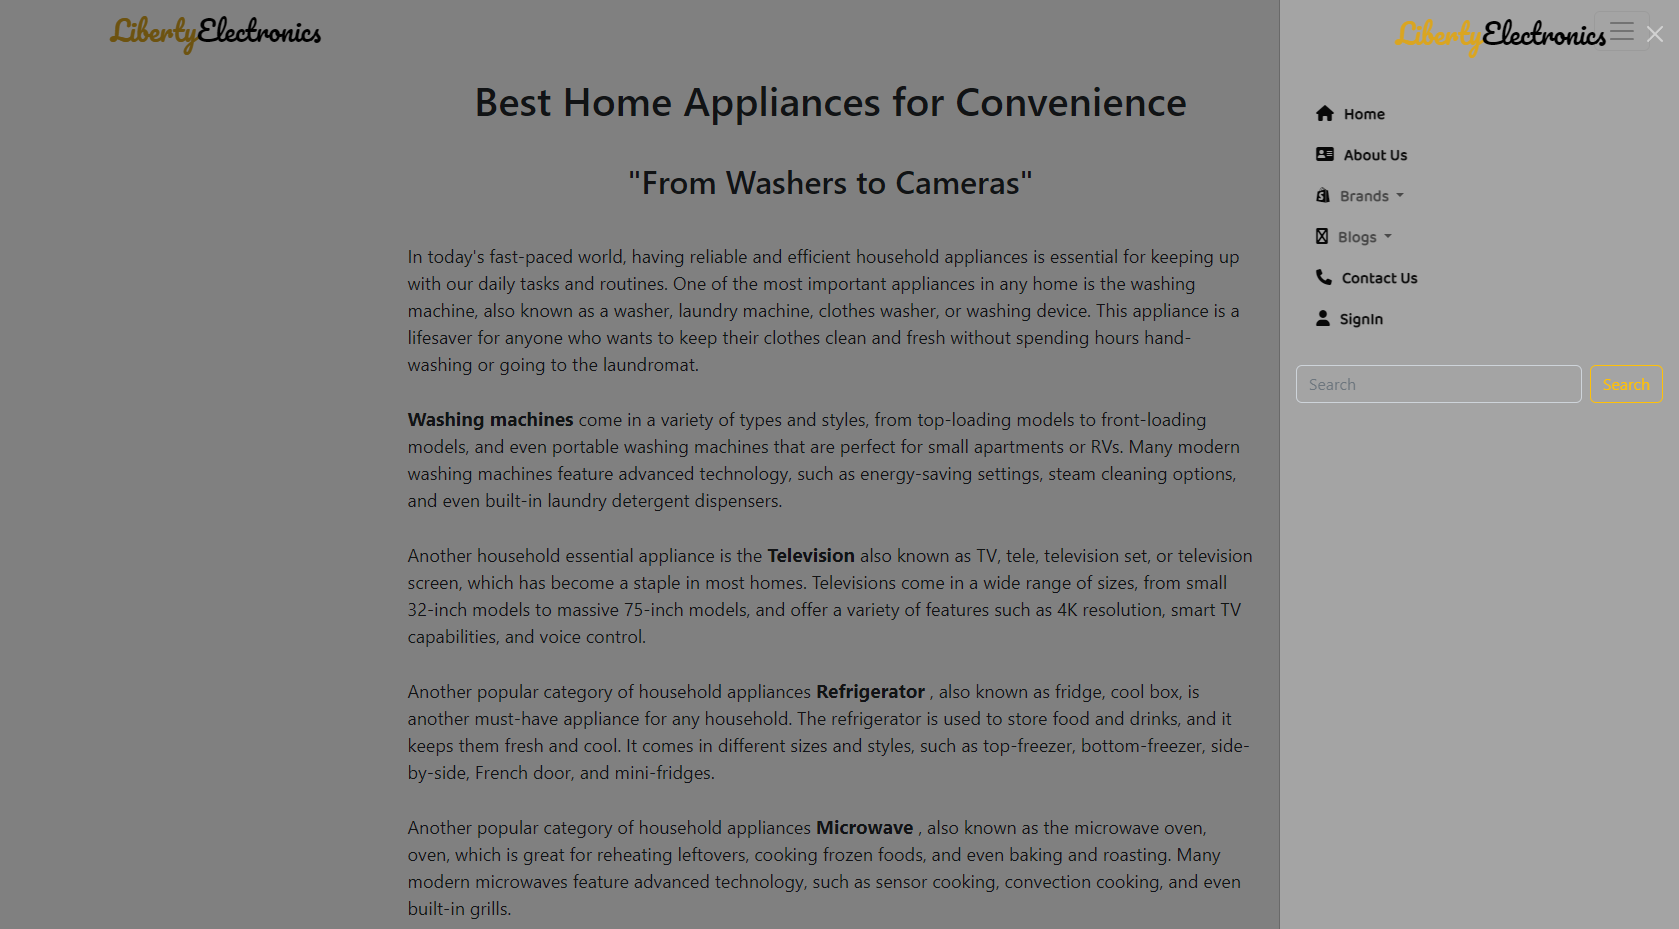 LibertyElectronics
Best Home Appliances for Convenience
"From Washers to Cameras"
In today's fast-paced world, having reliable and efficient household appliances is essential for keeping up
with our daily tasks and routines. One of the most important appliances in any home is the washing
machine, also known as a washer, laundry machine, clothes washer, or washing device. This appliance is a
lifesaver for anyone who wants to keep their clothes clean and fresh without spending hours hand-
washing or going to the laundromat.
Washing machines come in a variety of types and styles, from top-loading models to front-loading
models, and even portable washing machines that are perfect for small apartments or RVs. Many modern
washing machines feature advanced technology, such as energy-saving settings, steam cleaning options,
and even built-in laundry detergent dispensers.
Another household essential appliance is the Television also known as TV, tele, television set, or television
screen, which has become a staple in most homes. Televisions come in a wide range of sizes, from small
32-inch models to massive 75-inch models, and offer a variety of features such as 4K resolution, smart TV
capabilities, and voice control.
Another popular category of household appliances Refrigerator , also known as fridge, cool box, is
another must-have appliance for any household. The refrigerator is used to store food and drinks, and it
keeps them fresh and cool. It comes in different sizes and styles, such as top-freezer, bottom-freezer, side-
by-side, French door, and mini-fridges.
Another popular category of household appliances Microwave , also known as the microwave oven,
oven, which is great for reheating leftovers, cooking frozen foods, and even baking and roasting. Many
modern microwaves feature advanced technology, such as sensor cooking, convection cooking, and even
built-in grills.
LibertyElectronics
Home
About Us
Brands
Blogs
Contact Us
SignIn
Search
Search